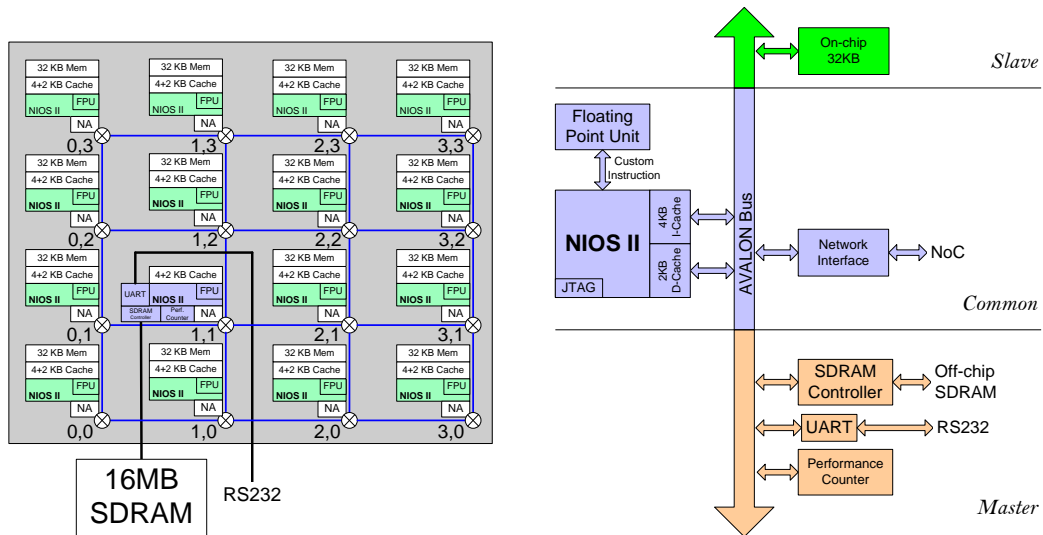 32 KB Mem
4+2 KB Cache
FPU
NIOS II
NA
0,3
32 KB Mem
4+2 KB Cache
FPU
NIOS II
NA
1,3
32 KB Mem
4+2 KB Cache
FPU
NIOS II
NA
2,3
32 KB Mem
4+2 KB Cache
FPU
NIOS II
NA
3,3
32 KB Mem
4+2 KB Cache
FPU
NIOS II
NA
0,2
32 KB Mem
4+2 KB Cache
FPU
NIOS II
NA
1,2
32 KB Mem
4+2 KB Cache
FPU
NIOS II
NA
2,2
32 KB Mem
4+2 KB Cache
FPU
NIOS II
NA
3,2
32 KB Mem
4+2 KB Cache
FPU
NIOS II
NA
0,1
4+2 KB Cache
UART
NIOS II
FPU
SDRAM
Controller
Perf.
Counter
NA
1,1
32 KB Mem
4+2 KB Cache
FPU
NIOS II
NA
2,1
32 KB Mem
4+2 KB Cache
FPU
NIOS II
NA
3,1
32 KB Mem
4+2 KB Cache
FPU
NIOS II
NA
0,0
32 KB Mem
4+2 KB Cache
FPU
NIOS II
NA
1,0
32 KB Mem
4+2 KB Cache
FPU
NIOS II
NA
2,0
32 KB Mem
4+2 KB Cache
FPU
NIOS II
NA
3,0
16MB
SDRAM
RS232
On-chip
32KB
Slave
Floating
Point Unit
Custom
Instruction
NIOS II
JTAG
4KB
I-Cache
2KB
D-Cache
AVALON Bus
Network
Interface
NoC
Common
SDRAM
Controller
Off-chip
SDRAM
UART
RS232
Performance
Counter
Master